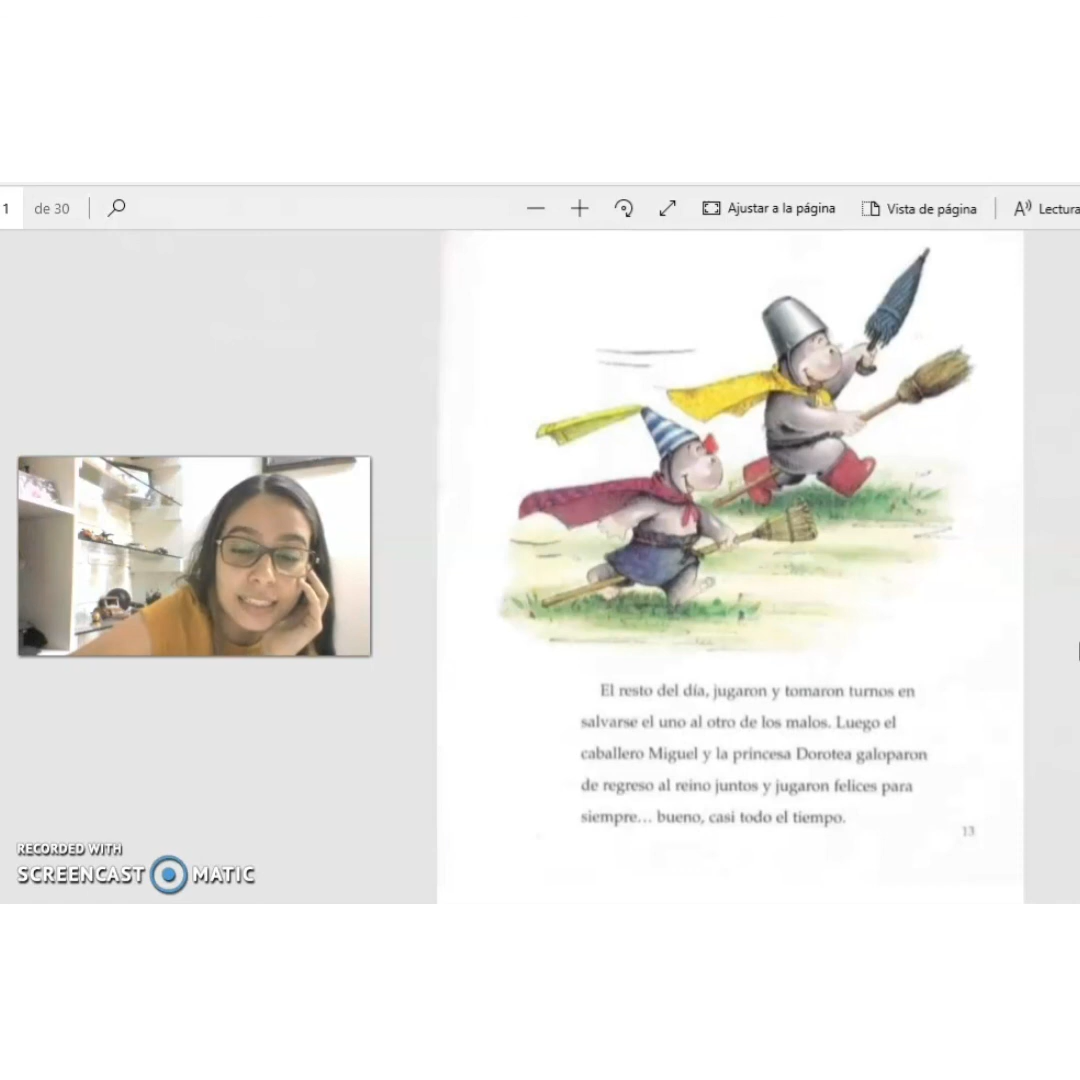 1 de 30 Ajustar a la página Vista de página Lectura
El resto del día, jugaron y tomaron turnos en
salvarse el uno al otro de los malos. Luego el
caballero Miguel y la princesa Dorotea galoparon
de regreso al reino juntos y jugaron felices para
siempre... bueno, casi todo el tiempo.
13
RECORDED WITH
SCREENCAST MATIC